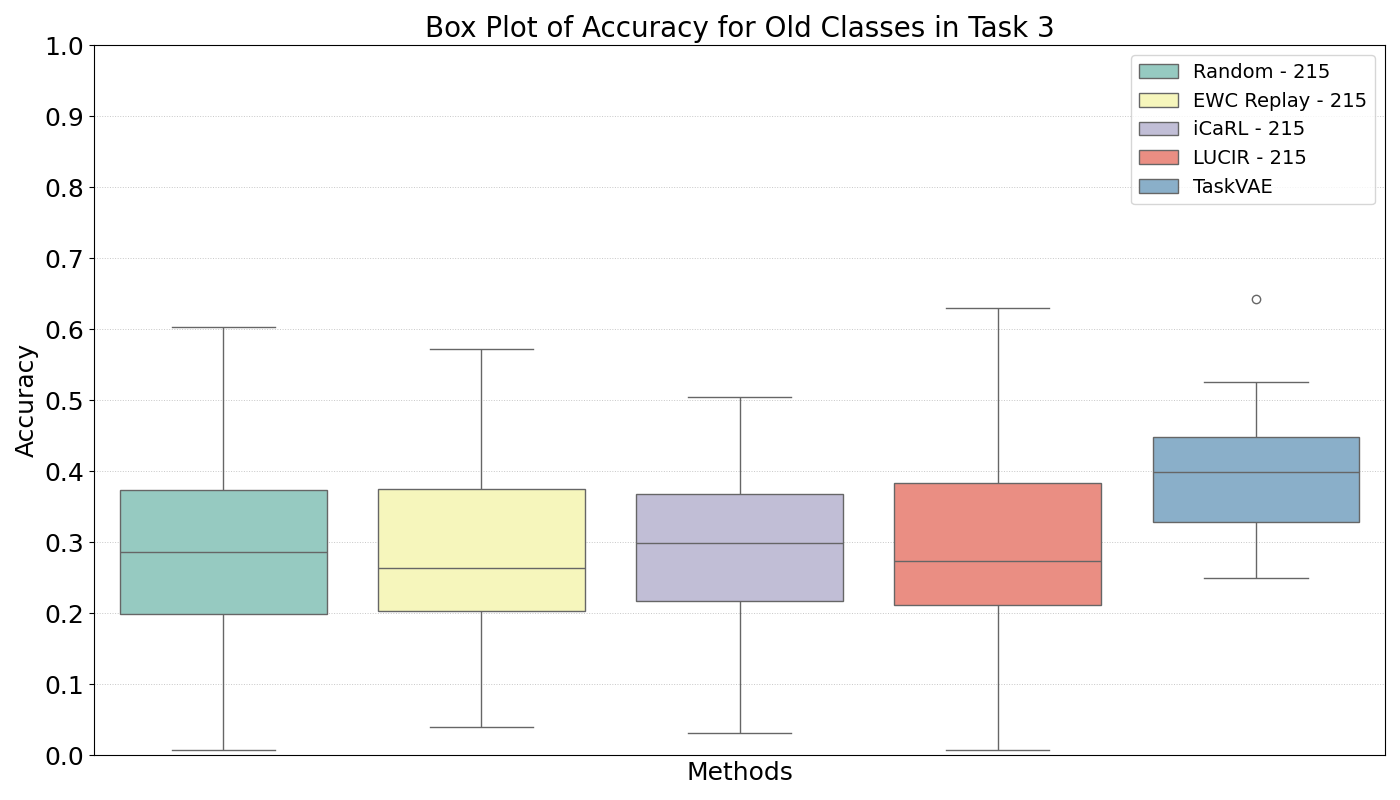 Box Plot of Accuracy for Old Classes in Task 3
1.0
0.9
0.8
0.7
0.6
0.5
0.4
0.3
0.2
0.1
0.0
Accuracy
Methods
Random - 215
EWC Replay - 215
iCaRL - 215
LUCIR - 215
TaskVAE